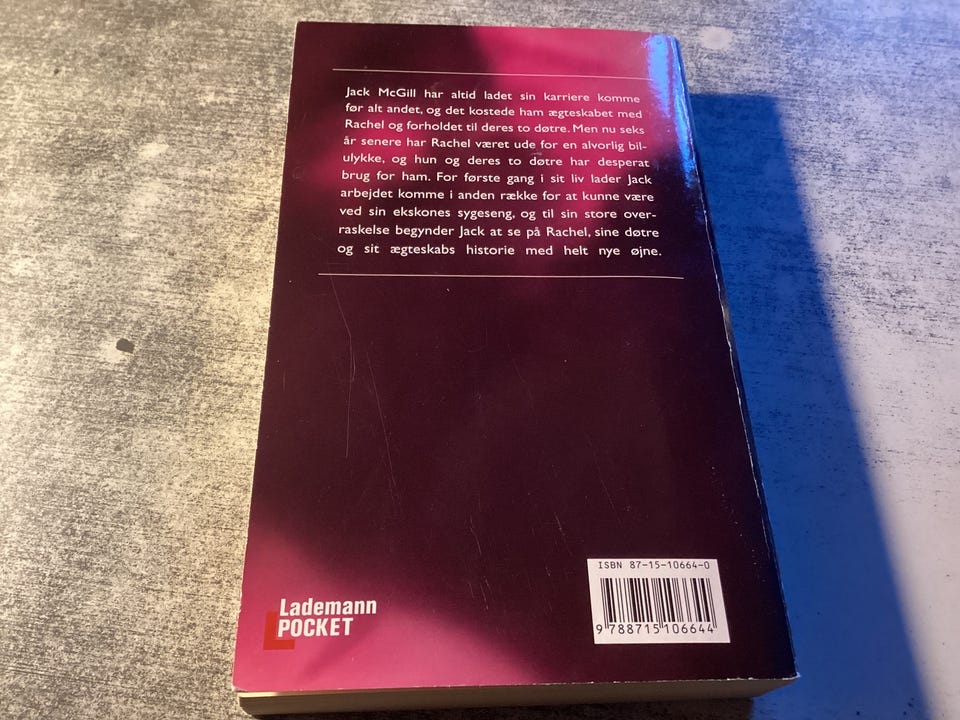 Jack McGill har altid ladet sin karriere komme
før alt andet, og det kostede ham ægteskabet med
Rachel og forholdet til deres to døtre. Men nu seks
år senere har Rachel været ude for en alvorlig bil-
ulykke, og hun og deres to døtre har desperat
brug for ham. For første gang i sit liv lader Jack
arbejdet komme i anden række for at kunne være
ved sin ekskones sygeseng, og til sin store over-
raskelse begynder Jack at se på Rachel, sine døtre
og sit ægteskabs historie med helt nye øjne.
ISBN 87-15-10664-0
9 788715 106644
Lademann
POCKET